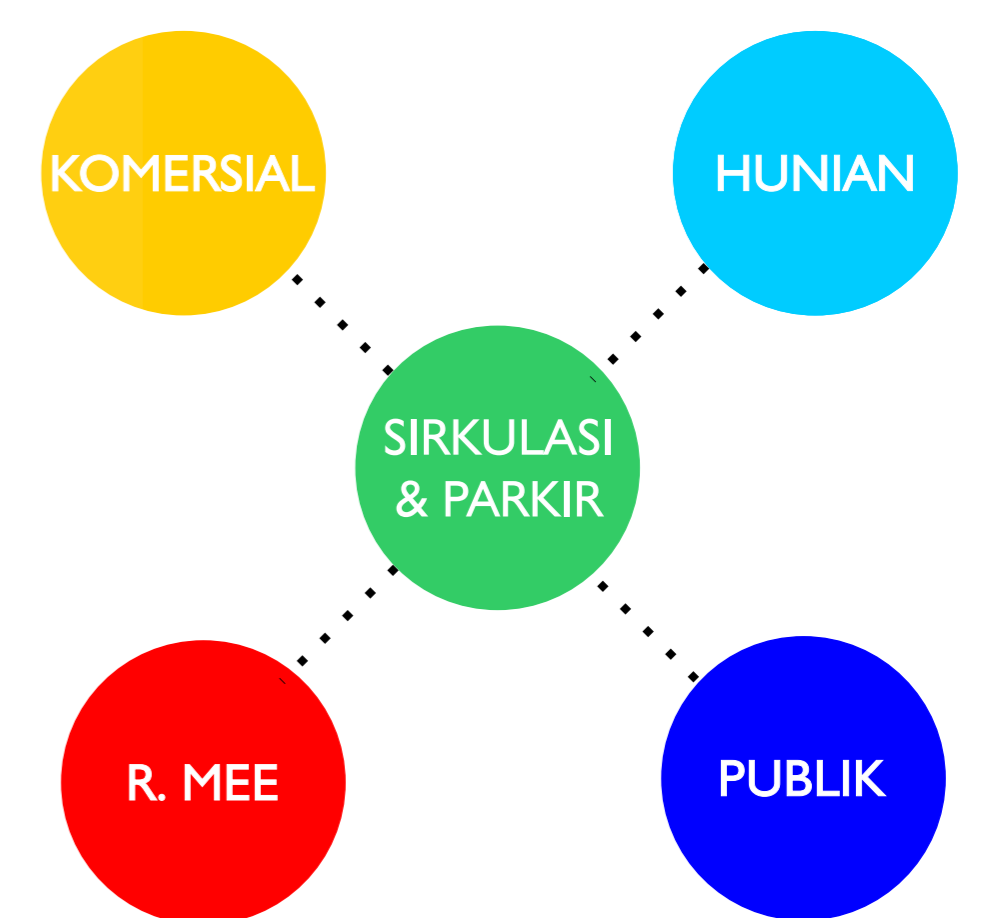 KOMERSIAL
HUNIAN
SIRKULASI
& PARKIR
R. MEE
PUBLIK